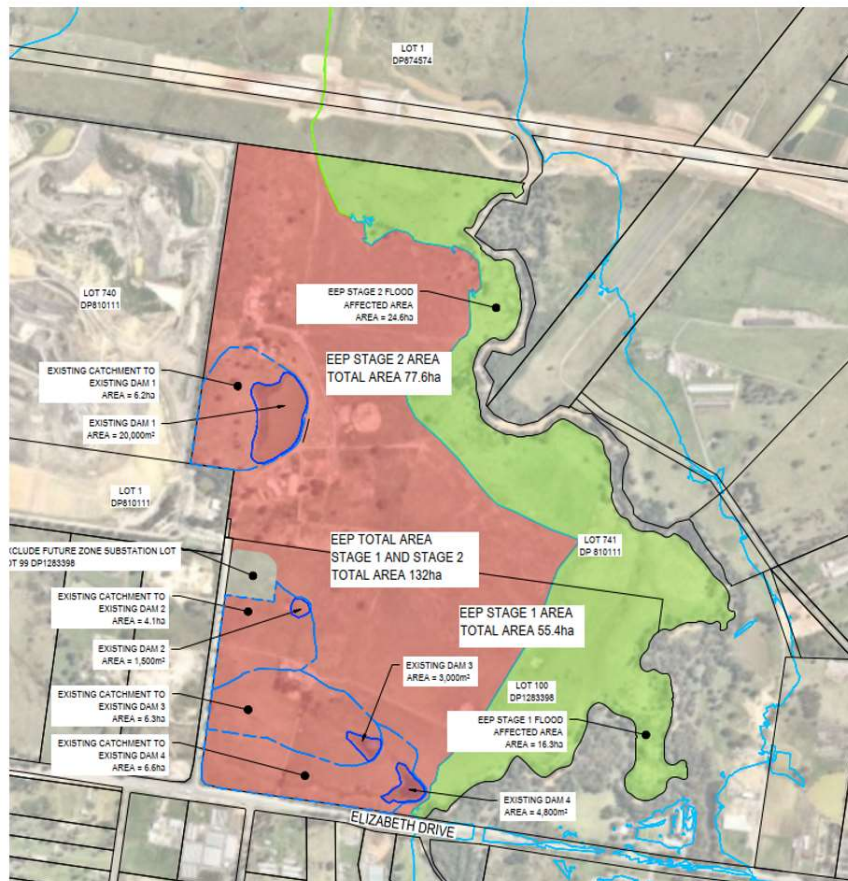 LOT 1
DP874574
LOT 740
DP810111
EEP STAGE 2 FLOOD
AFFECTED AREA
AREA = 24.6ha
EEP STAGE 2 AREA
TOTAL AREA 77.6ha
EXISTING CATCHMENT TO
EXISTING DAM 1
AREA = 6.2ha
EXISTING DAM 1
AREA = 20,000m²
LOT 1
DP810111
EEP TOTAL AREA
STAGE 1 AND STAGE 2
TOTAL AREA 132ha
LOT 741
DP 810111
XCLUDE FUTURE ZONE SUBSTATION LOT
OT 99 DP1283398
EXISTING CATCHMENT TO
EXISTING DAM 2
AREA = 4.1ha
EEP STAGE 1 AREA
TOTAL AREA 55.4ha
EXISTING DAM 2
AREA = 1,500m²
EXISTING DAM 3
AREA = 3,000m²
EXISTING CATCHMENT TO
EXISTING DAM 3
AREA = 6.3ha
LOT 100
DP1283398
EEP STAGE 1 FLOOD
AFFECTED AREA
AREA = 16.3ha
EXISTING CATCHMENT TO
EXISTING DAM 4
AREA = 6.6ha
EXISTING DAM 4
AREA = 4,800m²
ELIZABETH DRIVE